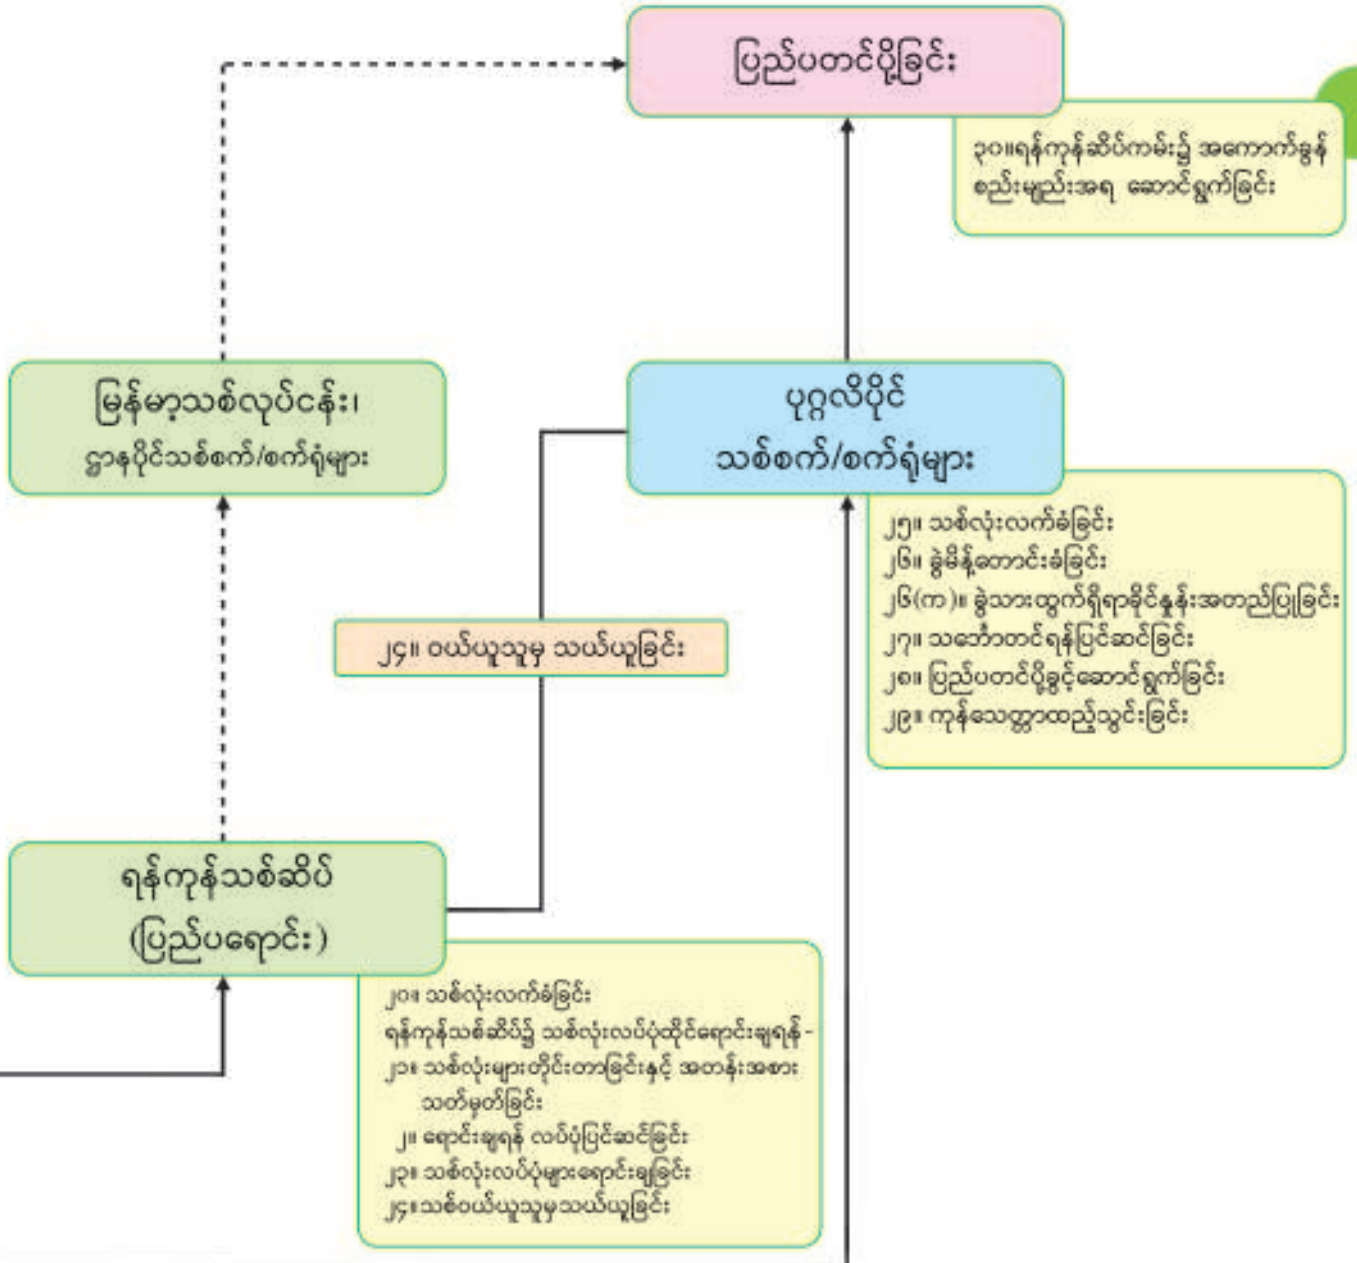 ပြည်ပတင်ပို့ခြင်း
၃၀။ရန်ကုန်ဆိပ်ကမ်း၌ အကောက်ခွန်
စည်းမျည်းအရ ဆောင်ရွက်ခြင်း
မြန်မာ့သစ်လုပ်ငန်း၊
ဌာနပိုင်သစ်စက်/စက်ရုံများ
ပုဂ္ဂလိပိုင်
သစ်စက်/စက်ရုံများ
၂၅။ သစ်လုံးလက်ခံခြင်း
၂၆။ ခွဲမိန့်တောင်းခံခြင်း
၂၆(က)။ ခွဲသားထွက်ရှိရာခိုင်နှုန်းအတည်ပြုခြင်း
၂၇။ သင်္ဘောတင်ရန်ပြင်ဆင်ခြင်း
၂၈။ ပြည်ပတင်ပို့ခွင့်ဆောင်ရွက်ခြင်း
၂၉။ ကုန်သေတ္တာထည့်သွင်းခြင်း
၂၄။ ဝယ်ယူသူမှ သယ်ယူခြင်း
ရန်ကုန်သစ်ဆိပ်
(ပြည်ပရောင်း)
၂၀။ သစ်လုံးလက်ခံခြင်း
ရန်ကုန်သစ်ဆိပ်၌ သစ်လုံးလပ်ပုံထိုင်ရောင်းချရန်-
၂၁။ သစ်လုံးများတိုင်းတာခြင်းနှင့် အတန်းအစား
သတ်မှတ်ခြင်း
၂။ ရောင်းချရန် လပ်ပုံပြင်ဆင်ခြင်း
၂၃။ သစ်လုံးလပ်ပုံများရောင်းချခြင်း
၂၄။သစ်ဝယ်ယူသူမှသယ်ယူခြင်း